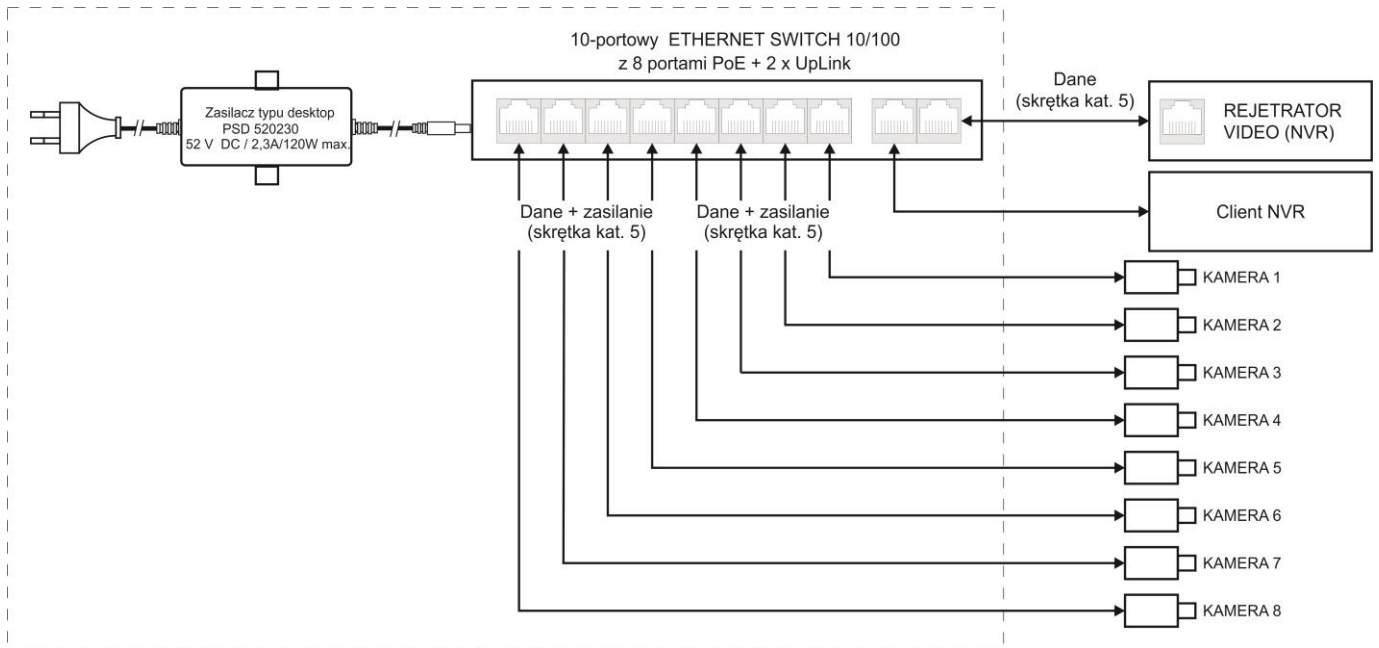 10-portowy ETHERNET SWITCH 10/100
z 8 portami PoE + 2 x UpLink
Zasilacz typu desktop
PSD 520230
52 V DC / 2,3A/120W max.
Dane
(skrętka kat. 5)
REJETRATOR
VIDEO (NVR)
Dane + zasilanie
(skrętka kat. 5)
Dane + zasilanie
(skrętka kat. 5)
Client NVR
KAMERA 1
KAMERA 2
KAMERA 3
KAMERA 4
KAMERA 5
KAMERA 6
KAMERA 7
KAMERA 8